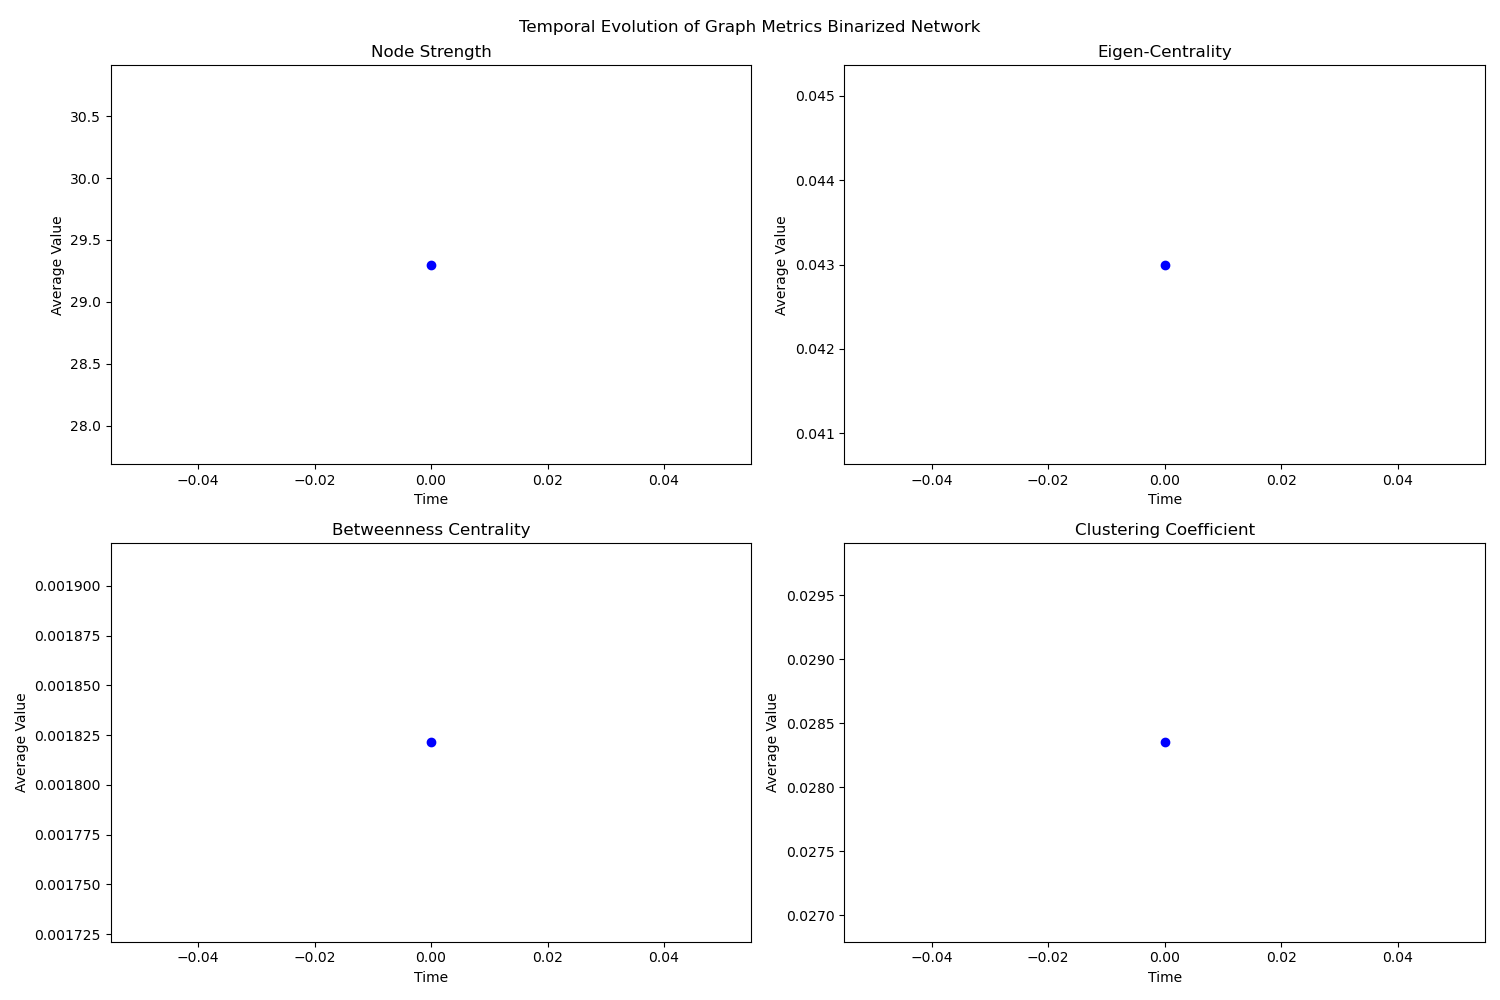 Temporal Evolution of Graph Metrics Binarized Network
Node Strength
30.5
30.0
29.5
29.0
28.5
28.0
Average Value
−0.04 −0.02 0.00 0.02 0.04
Time
Eigen-Centrality
0.045
0.044
0.043
0.042
0.041
Average Value
−0.04 −0.02 0.00 0.02 0.04
Time
Betweenness Centrality
0.001900
0.001875
0.001850
0.001825
0.001800
0.001775
0.001750
0.001725
Average Value
−0.04 −0.02 0.00 0.02 0.04
Time
Clustering Coefficient
0.0295
0.0290
0.0285
0.0280
0.0275
0.0270
Average Value
−0.04 −0.02 0.00 0.02 0.04
Time